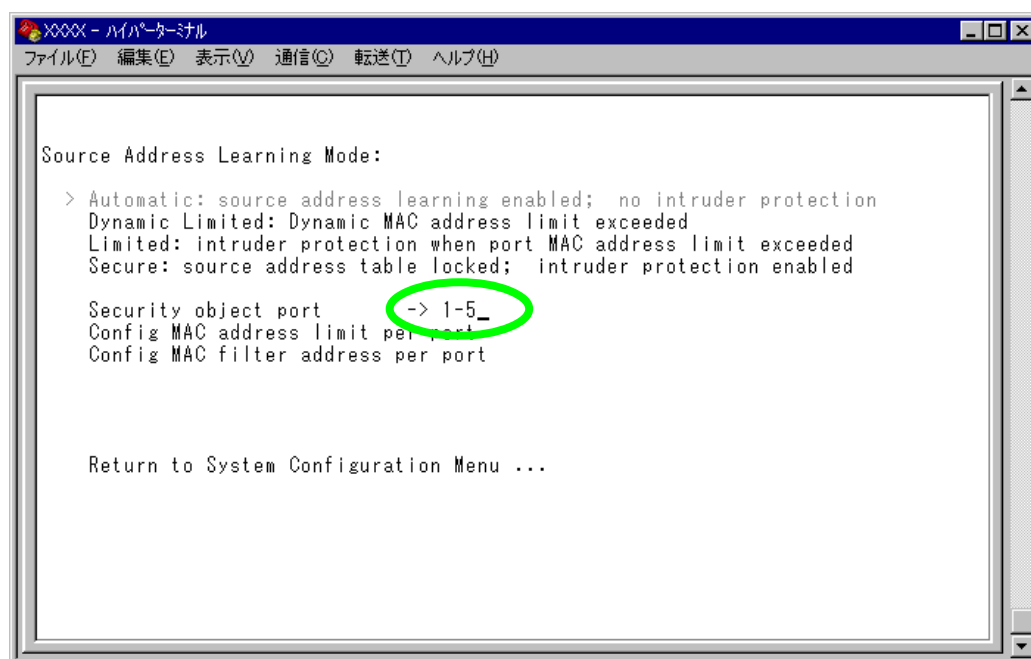 XXXX - ハイパーターミナル
ファイル(F) 編集(E) 表示(V) 通信(C) 転送(T) ヘルプ(H)
Source Address Learning Mode:
> Automatic: source address learning enabled; no intruder protection
Dynamic Limited: Dynamic MAC address limit exceeded
Limited: intruder protection when port MAC address limit exceeded
Secure: source address table locked; intruder protection enabled
Security object port -> 1-5_
Config MAC address limit per port
Config MAC filter address per port
Return to System Configuration Menu ...